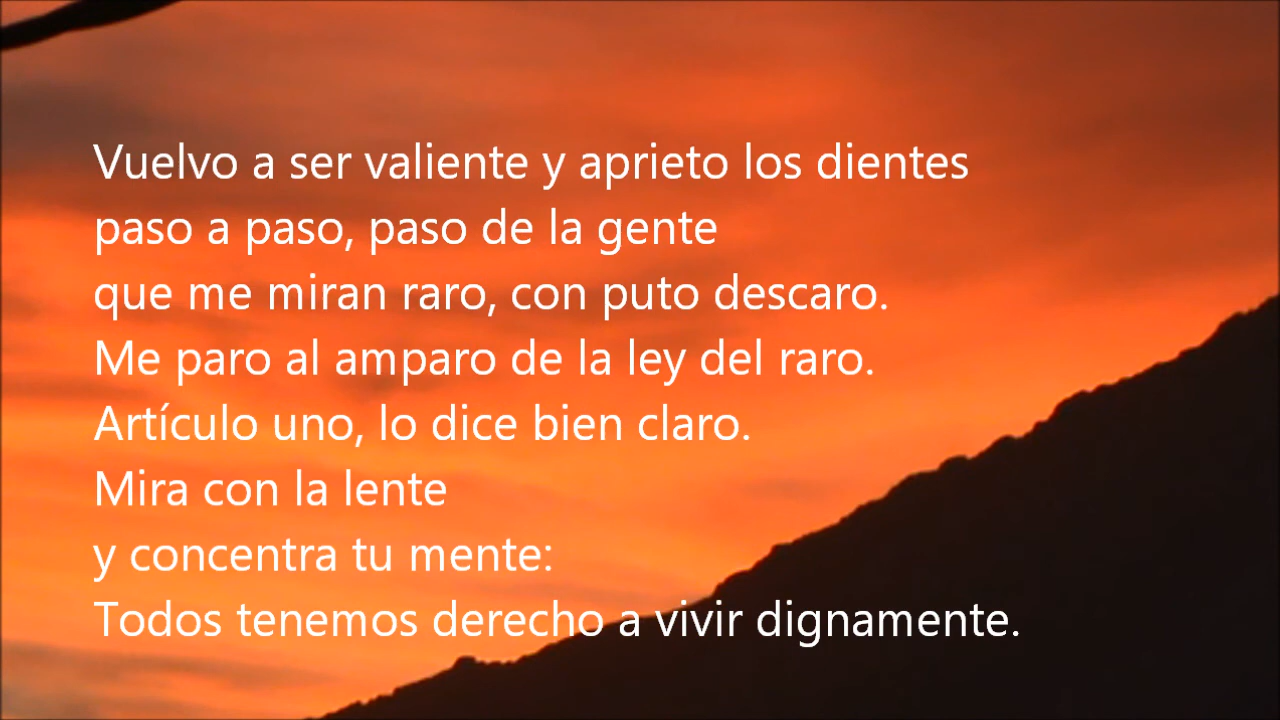 Vuelvo a ser valiente y aprieto los dientes
paso a paso, paso de la gente
que me miran raro, con puto descaro.
Me paro al amparo de la ley del raro.
Artículo uno, lo dice bien claro.
Mira con la lente
y concentra tu mente:
Todos tenemos derecho a vivir dignamente.